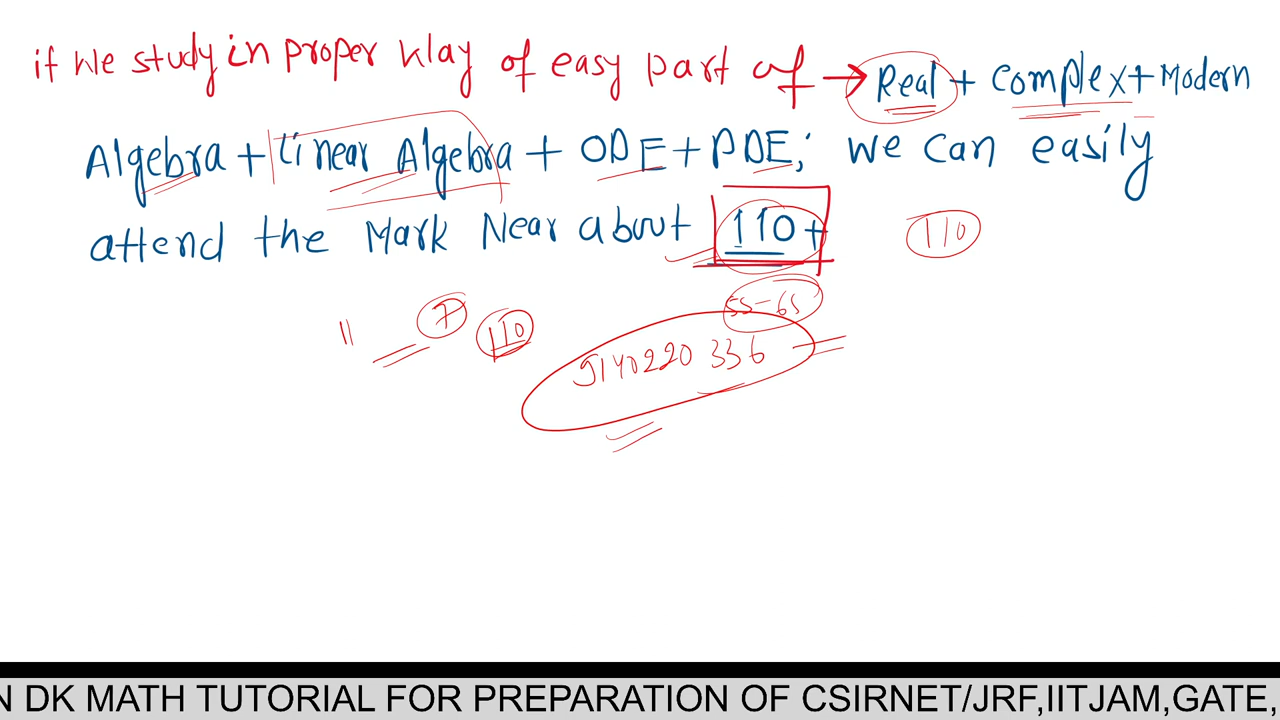 if we study in proper way of easy part of → Real + Complex + Modern
Algebra + Linear Algebra + ODE + PDE; we can easily
attend the Mark Near about 110+ 110
55-65
7 110
9140220 336
N DK MATH TUTORIAL FOR PREPARATION OF CSIRNET/JRF,IITJAM,GATE,